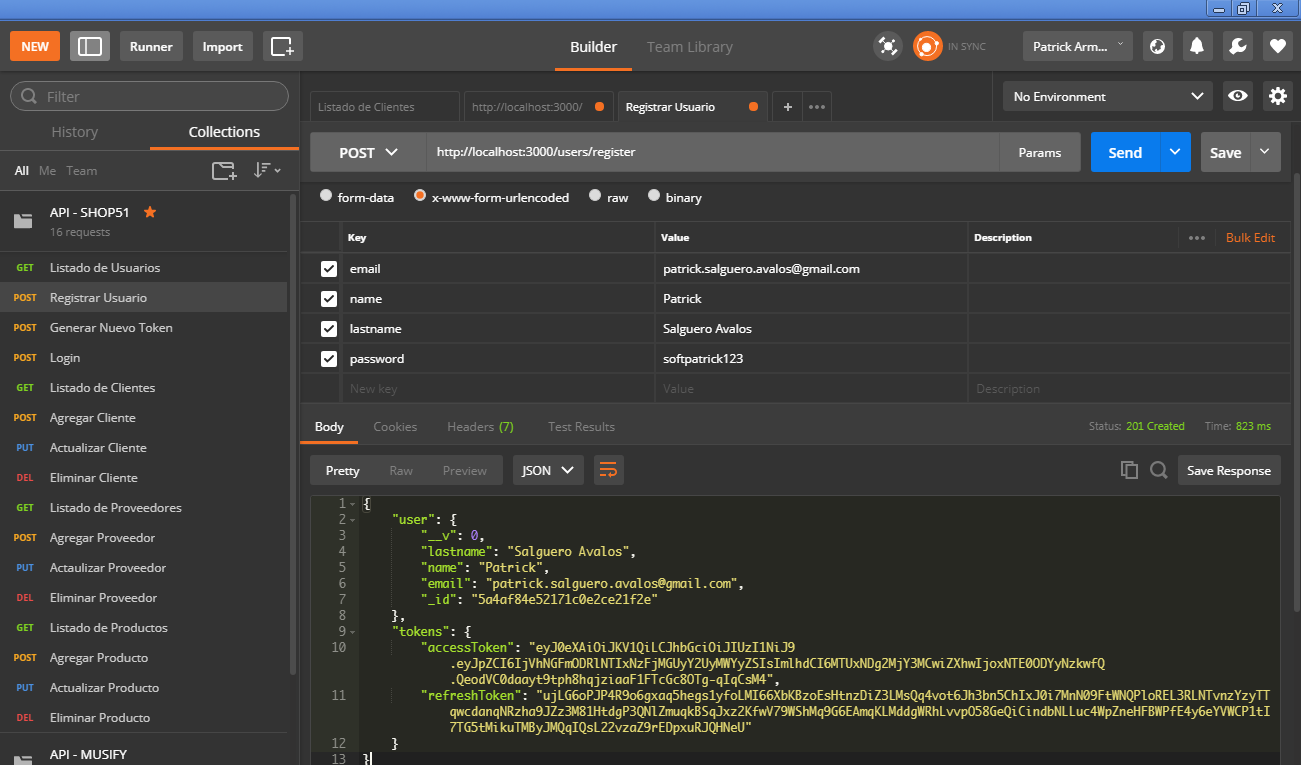 NEW Runner Import Builder Team Library IN SYNC Patrick Arm...
Filter
History Collections
All Me Team
API - SHOP51
16 requests
GET Listado de Usuarios
POST Registrar Usuario
POST Generar Nuevo Token
POST Login
GET Listado de Clientes
POST Agregar Cliente
PUT Actualizar Cliente
DEL Eliminar Cliente
GET Listado de Proveedores
POST Agregar Proveedor
PUT Actaulizar Proveedor
DEL Eliminar Proveedor
GET Listado de Productos
POST Agregar Producto
PUT Actualizar Producto
DEL Eliminar Producto
API - MUSIFY
Listado de Clientes http://localhost:3000/ Registrar Usuario + ••• No Environment
POST http://localhost:3000/users/register Params Send Save
form-data x-www-form-urlencoded raw binary
Key Value Description ••• Bulk Edit
email patrick.salguero.avalos@gmail.com
name Patrick
lastname Salguero Avalos
password softpatrick123
New key Value Description
Body Cookies Headers (7) Test Results Status: 201 Created Time: 823 ms
Pretty Raw Preview JSON Save Response
1 {
2 "user": {
3 "__v": 0,
4 "lastname": "Salguero Avalos",
5 "name": "Patrick",
6 "email": "patrick.salguero.avalos@gmail.com",
7 "_id": "5a4af84e52171c0e2ce21f2e"
8 },
9 "tokens": {
10 "accessToken": "eyJ0eXAiOiJKV1QiLCJhbGciOiJIUzI1NiJ9
.eyJpZCI6IjVhNGFmODRlNTIxNzFjMGUyY2UyMWYyZSIsImlhdCI6MTUxNDg2MjY3MCwiZXhwIjoxNTE0ODYyNzkwfQ
.QeodVC0daayt9tph8hqjziaaF1FTcGc8OTg-qIqCsM4",
11 "refreshToken": "ujLG6oPJP4R9o6gxaq5hegs1yfoLMI66XbKBzoEsHtnzDiZ3LMsQq4vot6Jh3bn5ChIxJ0i7MnN09FtWNQPloREL3RLNTvnzYzyTT
qwcdanqNRzha9JZz3M81HtdgP3QNlZmuqkBSqJxz2KfwV79WShMq9G6EAmqKLMddgWRhLvvpO58GeQiCindbNLLuc4WpZneHFBWPfE4y6eYVWCP1tI
7TG5tMikuTMByJMQqIQsL22vzaZ9rEDpxuRJQHNeU"
12 }
13 }